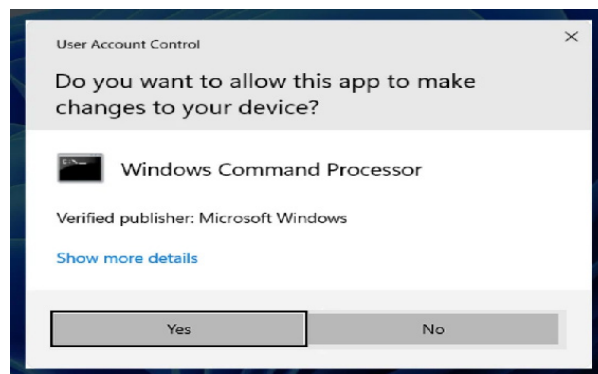 User Account Control
Do you want to allow this app to make
changes to your device?
Windows Command Processor
Verified publisher: Microsoft Windows
Show more details
Yes
No